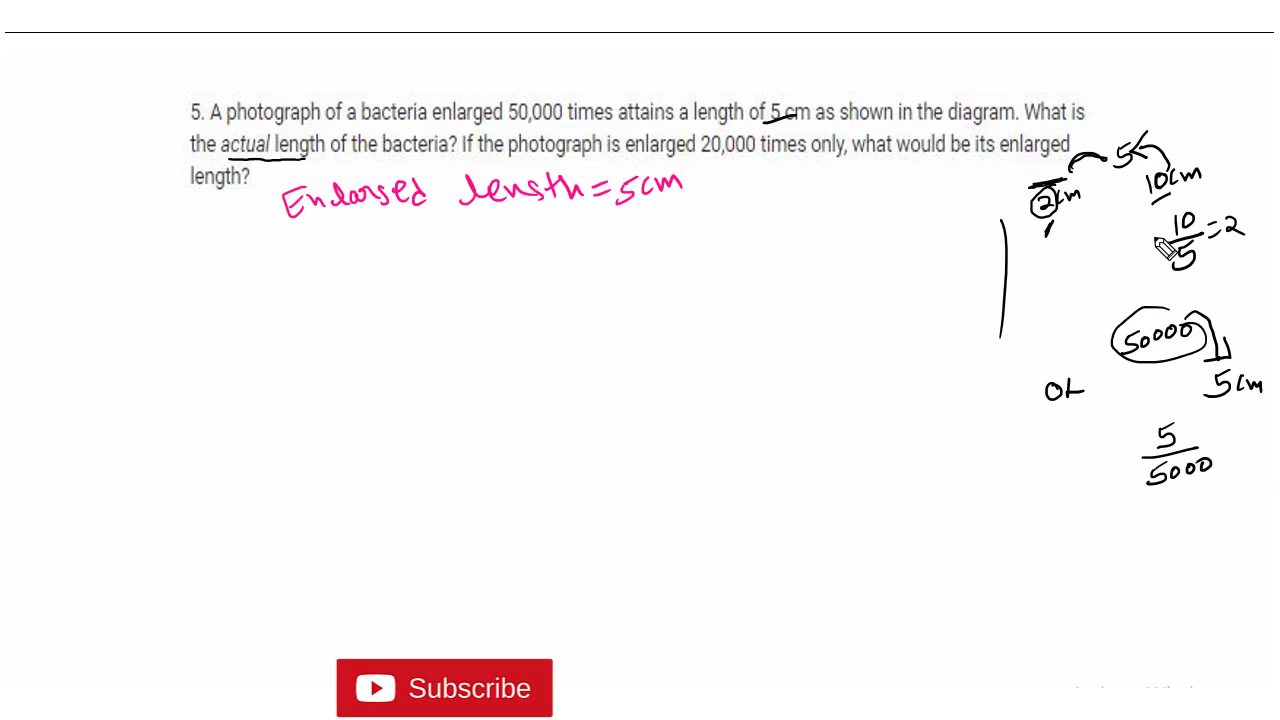 5. A photograph of a bacteria enlarged 50,000 times attains a length of 5 cm as shown in the diagram. What is
the actual length of the bacteria? If the photograph is enlarged 20,000 times only, what would be its enlarged
length?
Enlarsed length = 5cm
5
2cm
10cm
10/5 = 2
50000
5cm
or
5/5000
Subscribe